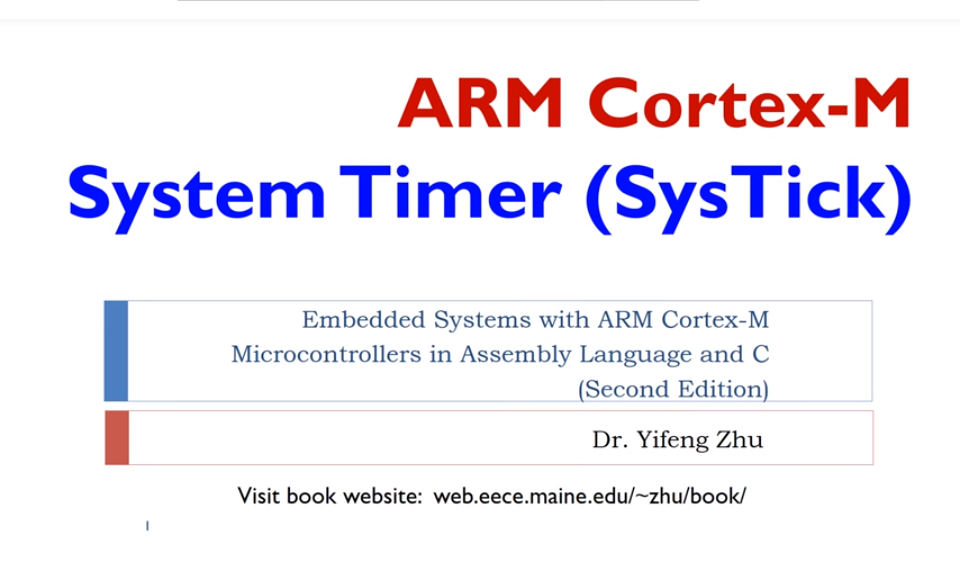 ARM Cortex-M
System Timer (SysTick)
Embedded Systems with ARM Cortex-M
Microcontrollers in Assembly Language and C
(Second Edition)
Dr. Yifeng Zhu
Visit book website: web.eece.maine.edu/~zhu/book/
1